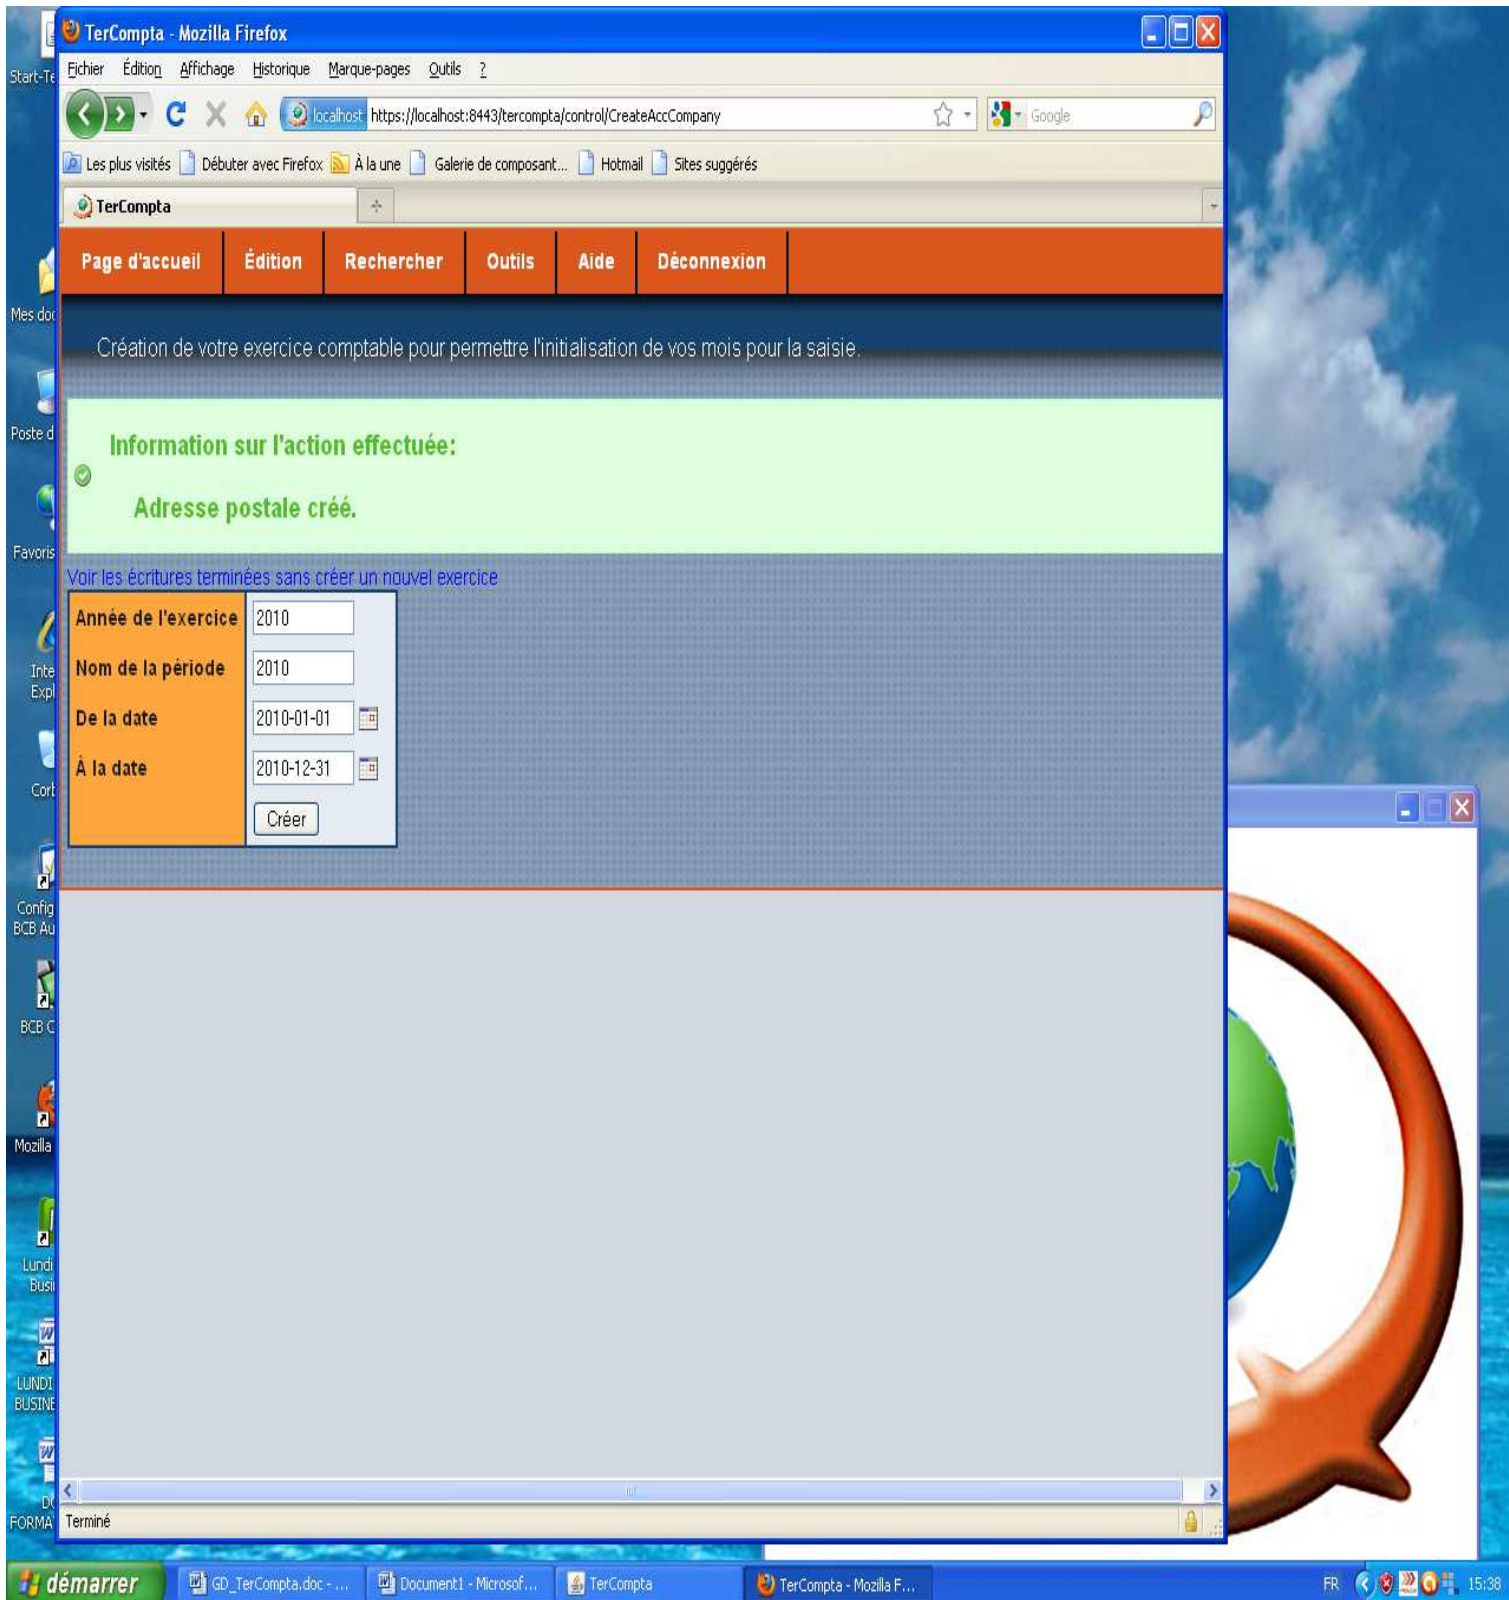 TerCompta - Mozilla Firefox
Fichier Édition Affichage Historique Marque-pages Outils ?
localhost https://localhost:8443/tercompta/control/CreateAccCompany
Google
Les plus visités Débuter avec Firefox À la une Galerie de composant... Hotmail Sites suggérés
TerCompta
Page d'accueil Édition Rechercher Outils Aide Déconnexion
Création de votre exercice comptable pour permettre l'initialisation de vos mois pour la saisie.
Information sur l'action effectuée:
Adresse postale créé.
Voir les écritures terminées sans créer un nouvel exercice
Année de l'exercice 2010
Nom de la période 2010
De la date 2010-01-01
À la date 2010-12-31
Créer
Terminé
Start-Te
Mes do
Poste d
Favoris
Inte
Expl
Cor
Config
BCB Au
BCB C
Mozilla
Lundi
Busi
LUNDI
BUSINE
FORMA
démarrer GD_TerCompta.doc - ... Document1 - Microsof... TerCompta TerCompta - Mozilla F... FR 15:38